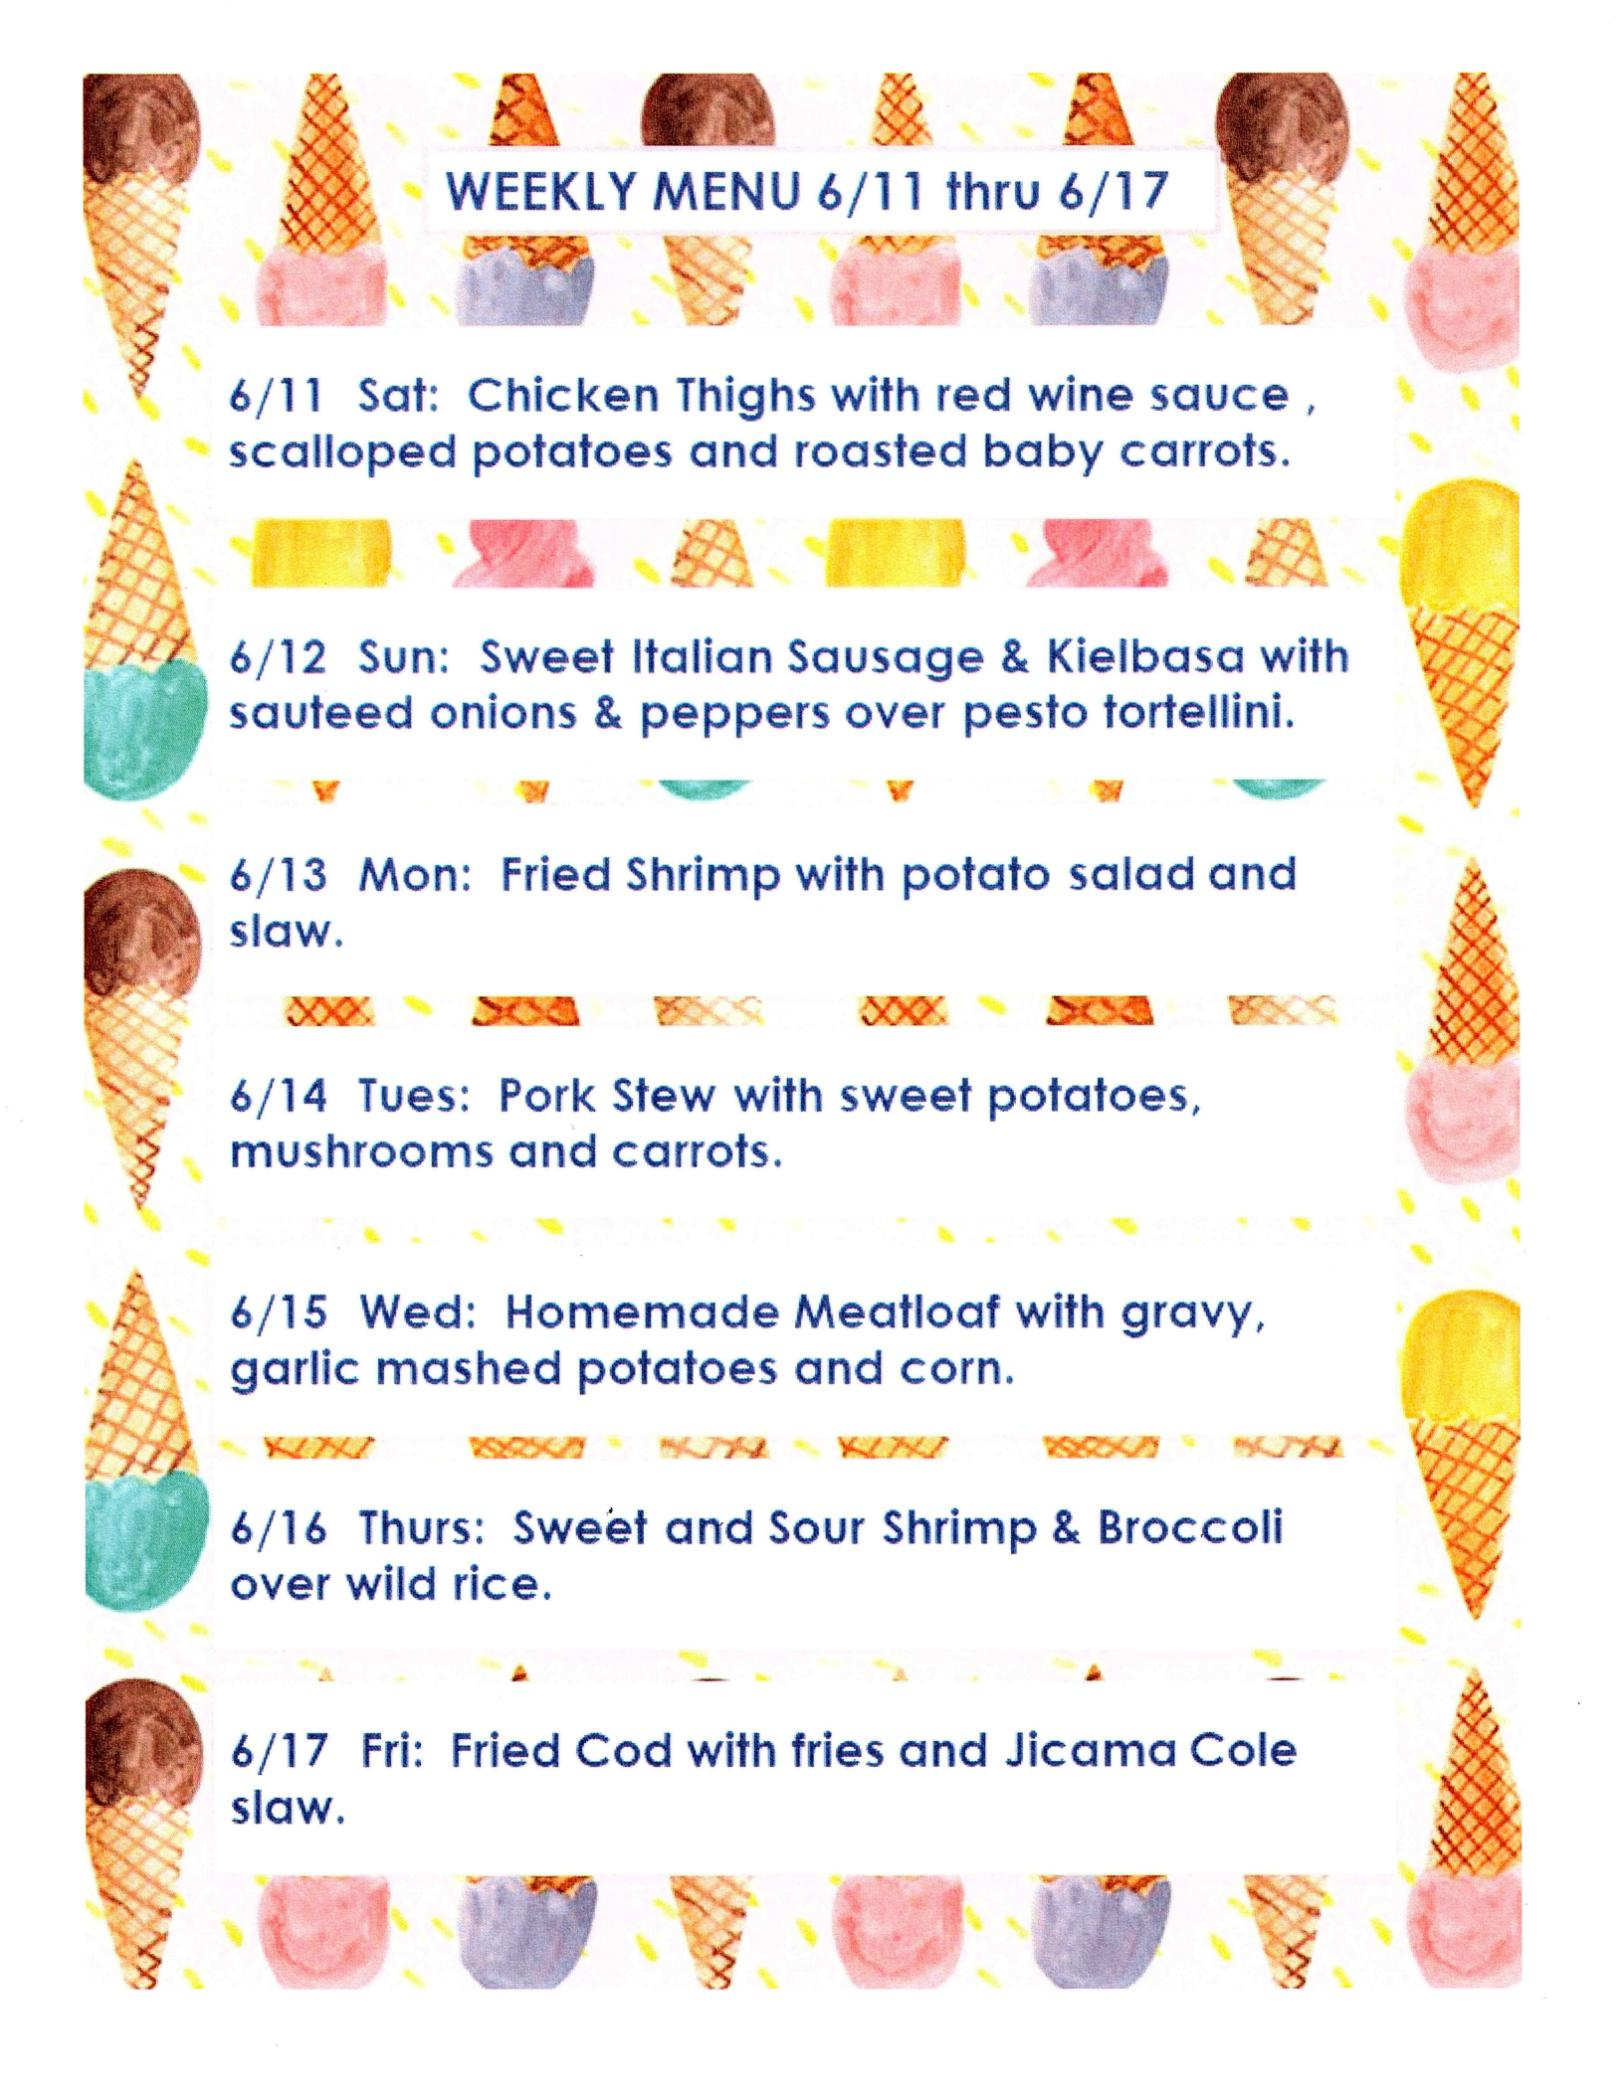 WEEKLY MENU 6/11 thru 6/17
6/11 Sat: Chicken Thighs with red wine sauce ,
scalloped potatoes and roasted baby carrots.
6/12 Sun: Sweet Italian Sausage & Kielbasa with
sauteed onions & peppers over pesto tortellini.
6/13 Mon: Fried Shrimp with potato salad and
slaw.
6/14 Tues: Pork Stew with sweet potatoes,
mushrooms and carrots.
6/15 Wed: Homemade Meatloaf with gravy,
garlic mashed potatoes and corn.
6/16 Thurs: Sweet and Sour Shrimp & Broccoli
over wild rice.
6/17 Fri: Fried Cod with fries and Jicama Cole
slaw.